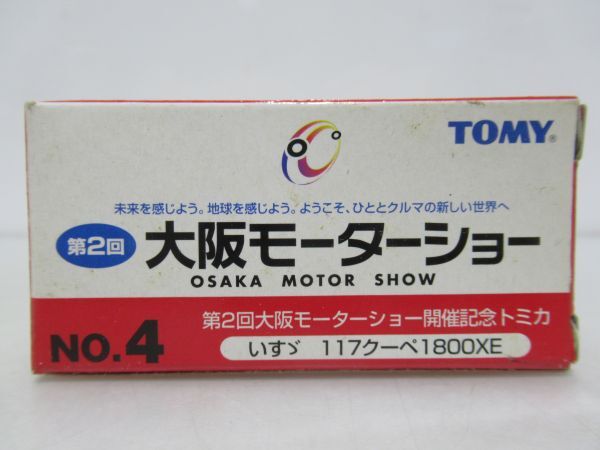 TOMY®
未来を感じよう。地球を感じよう。ようこそ、ひととクルマの新しい世界へ
第2回 大阪モーターショー
OSAKA MOTOR SHOW
第2回大阪モーターショー開催記念トミカ
NO.4
いすゞ 117クーペ1800XE